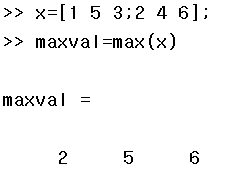 >> x=[1 5 3;2 4 6];
>> maxval=max(x)
maxval =
2 5 6